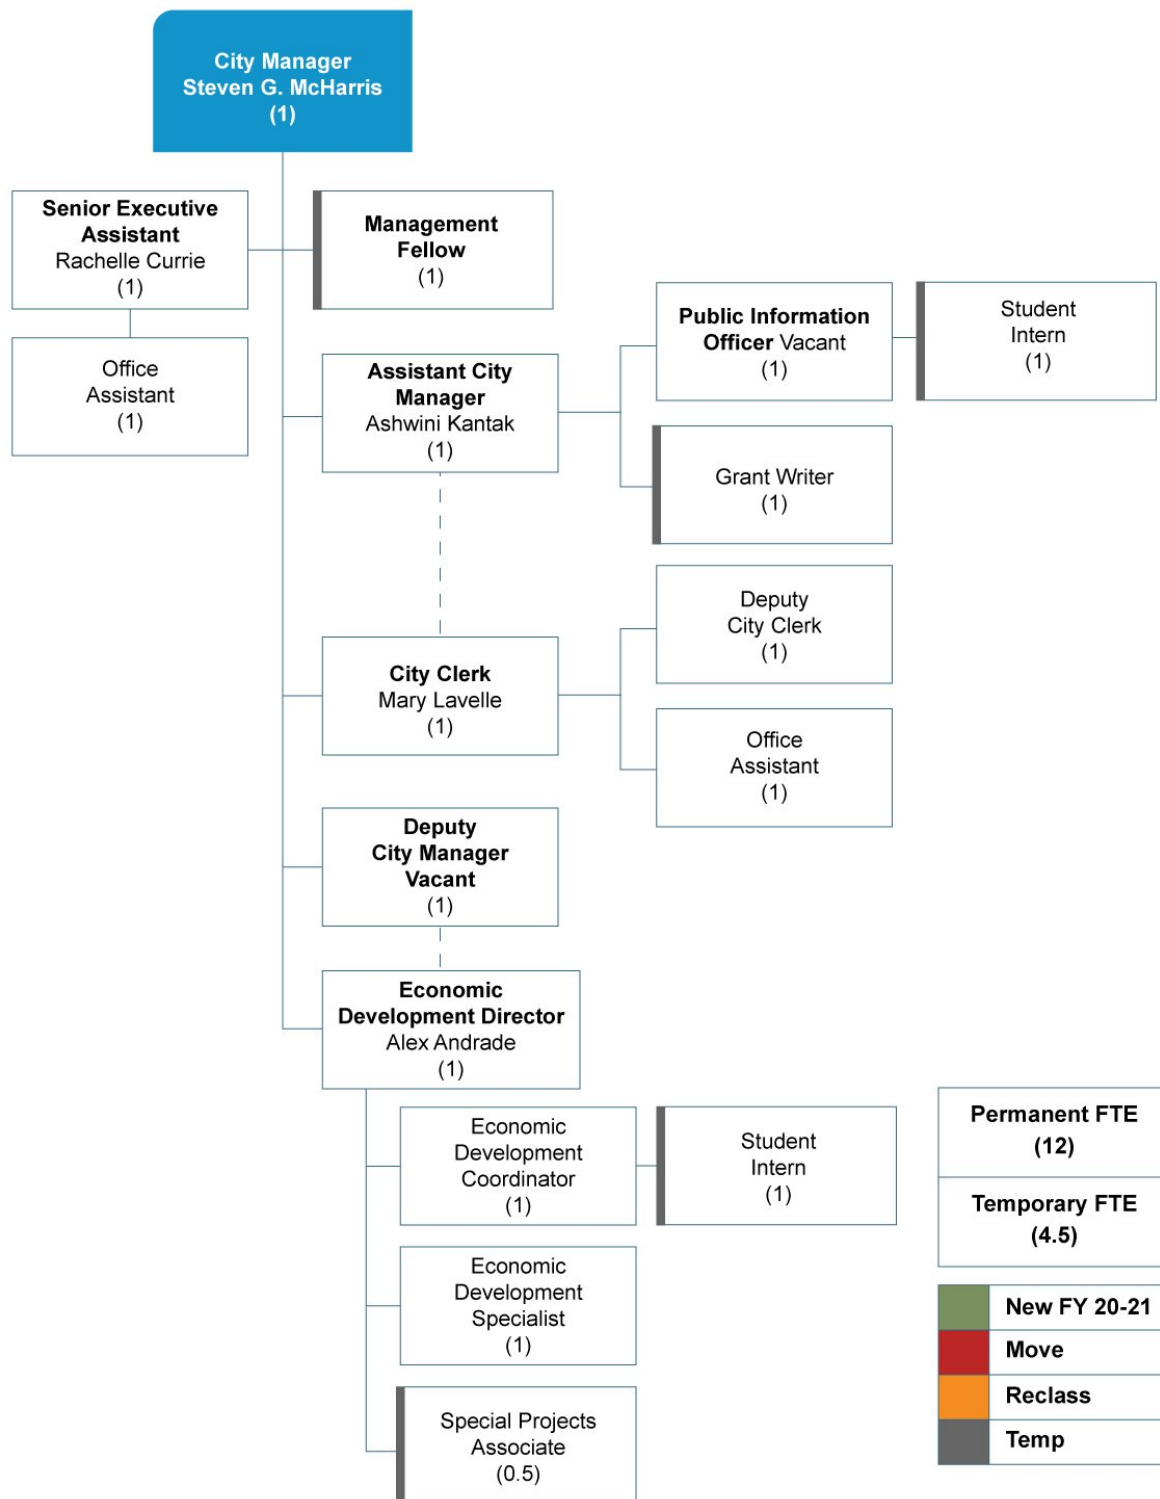 City Manager
Steven G. McHarris
(1)
Senior Executive
Assistant
Rachelle Currie
(1)
Management
Fellow
(1)
Office
Assistant
(1)
Assistant City
Manager
Ashwini Kantak
(1)
Public Information
Officer Vacant
(1)
Student
Intern
(1)
Grant Writer
(1)
City Clerk
Mary Lavelle
(1)
Deputy
City Clerk
(1)
Office
Assistant
(1)
Deputy
City Manager
Vacant
(1)
Economic
Development Director
Alex Andrade
(1)
Economic
Development
Coordinator
(1)
Student
Intern
(1)
Economic
Development
Specialist
(1)
Special Projects
Associate
(0.5)
Permanent FTE
(12)
Temporary FTE
(4.5)
New FY 20-21
Move
Reclass
Temp